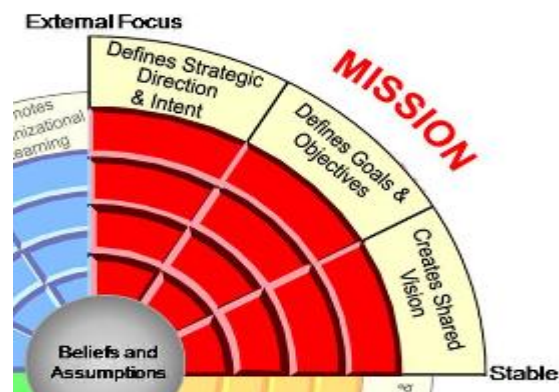 External Focus
Defines Strategic
Direction
& Intent
MISSION
Defines Goals &
Objectives
Creates Shared
Vision
Stable
Beliefs and
Assumptions